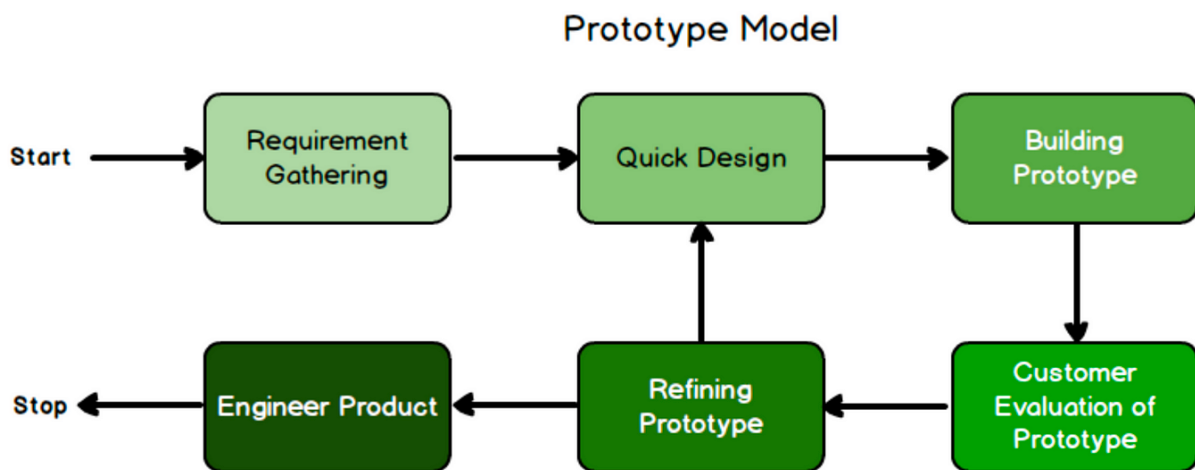 Prototype Model
Start
Requirement
Gathering
Quick Design
Building
Prototype
Stop
Engineer Product
Refining
Prototype
Customer
Evaluation of
Prototype